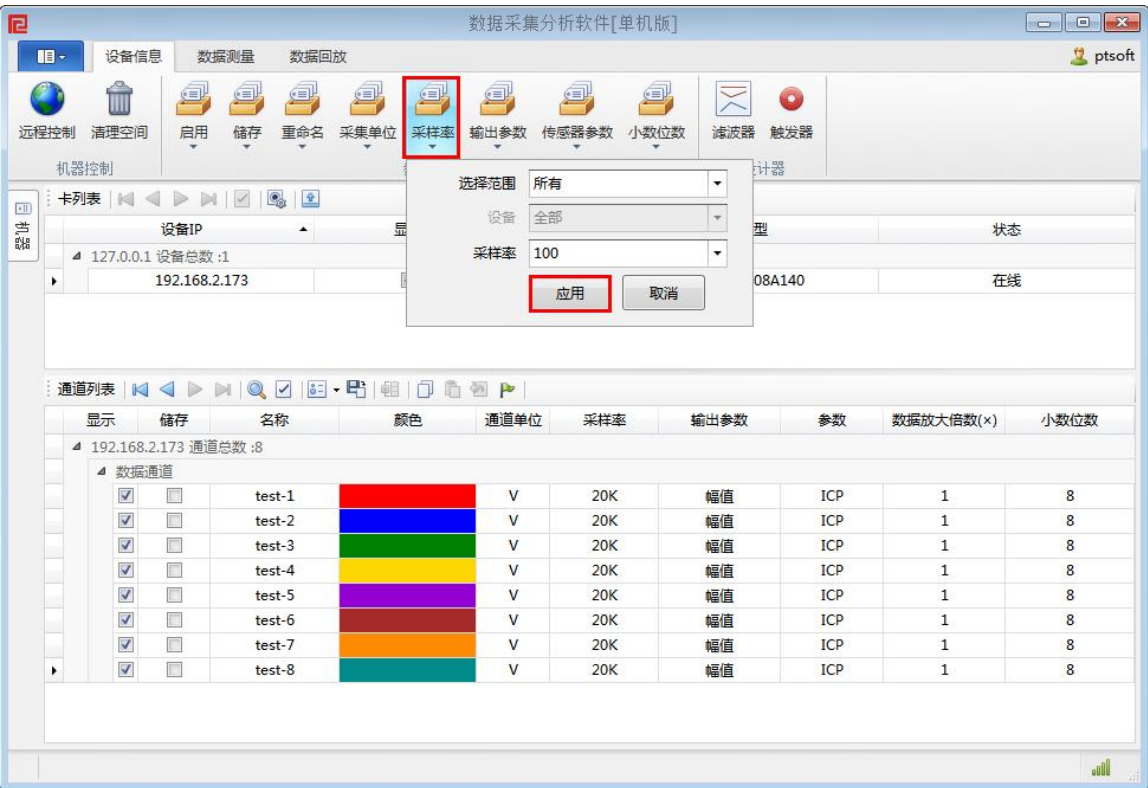 数据采集分析软件[单机版]
设备信息 数据测量 数据回放 ptsoft
远程控制 清理空间 启用 储存 重命名 采集单位 采样率 输出参数 传感器参数 小数位数 滤波器 触发器
机器控制 计器
选择范围 所有
设备 全部
采样率 100
应用 取消
机器
卡列表
设备IP 显 型 状态
127.0.0.1 设备总数 :1
192.168.2.173 08A140 在线
通道列表
显示 储存 名称 颜色 通道单位 采样率 输出参数 参数 数据放大倍数(×) 小数位数
192.168.2.173 通道总数 :8
数据通道
test-1 V 20K 幅值 ICP 1 8
test-2 V 20K 幅值 ICP 1 8
test-3 V 20K 幅值 ICP 1 8
test-4 V 20K 幅值 ICP 1 8
test-5 V 20K 幅值 ICP 1 8
test-6 V 20K 幅值 ICP 1 8
test-7 V 20K 幅值 ICP 1 8
test-8 V 20K 幅值 ICP 1 8